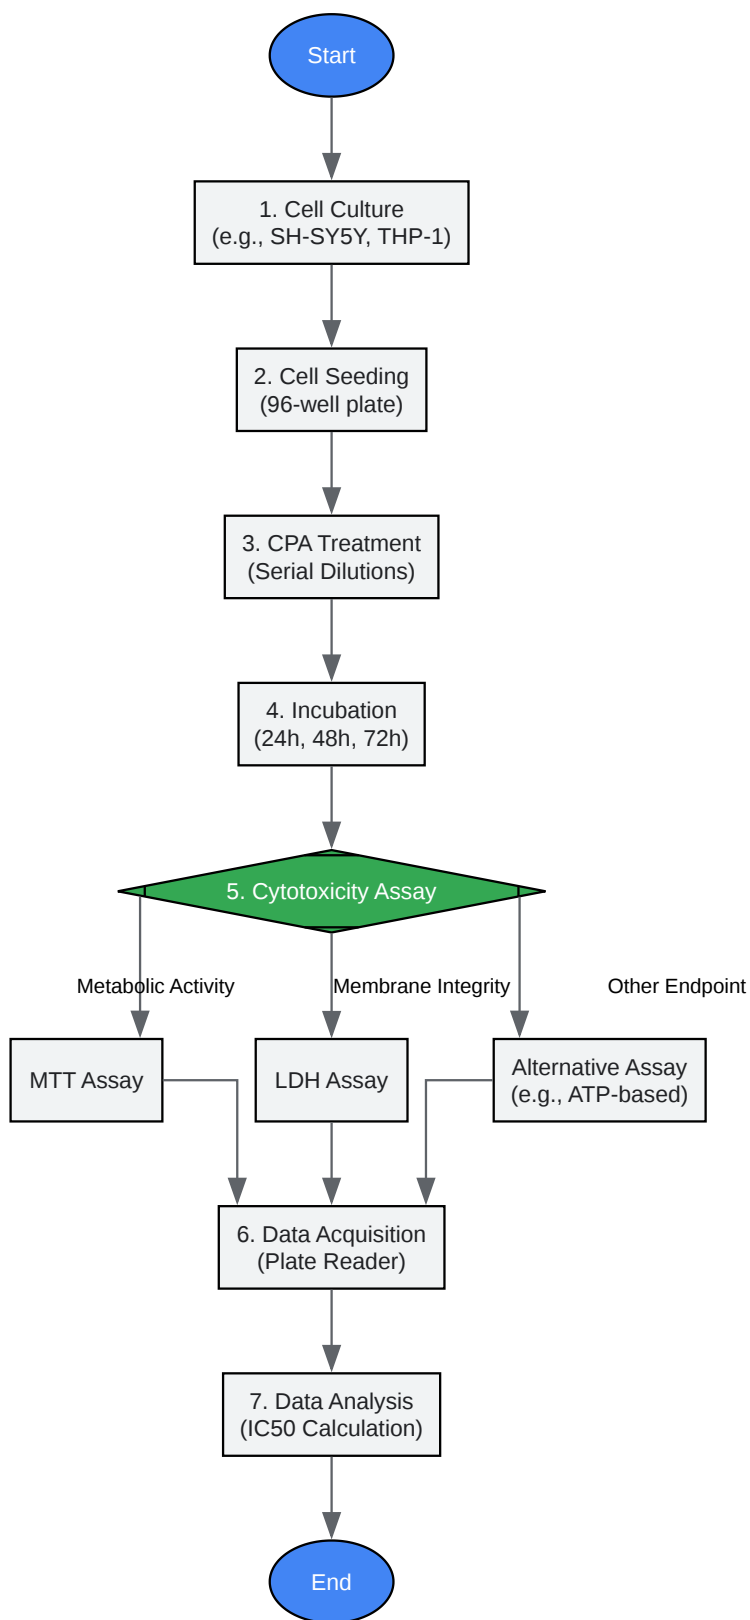 Start
1. Cell Culture
(e.g., SH-SY5Y, THP-1)
2. Cell Seeding
(96-well plate)
3. CPA Treatment
(Serial Dilutions)
4. Incubation
(24h, 48h, 72h)
5. Cytotoxicity Assay
Metabolic Activity
Membrane Integrity
Other Endpoint
MTT Assay
LDH Assay
Alternative Assay
(e.g., ATP-based)
6. Data Acquisition
(Plate Reader)
7. Data Analysis
(IC50 Calculation)
End